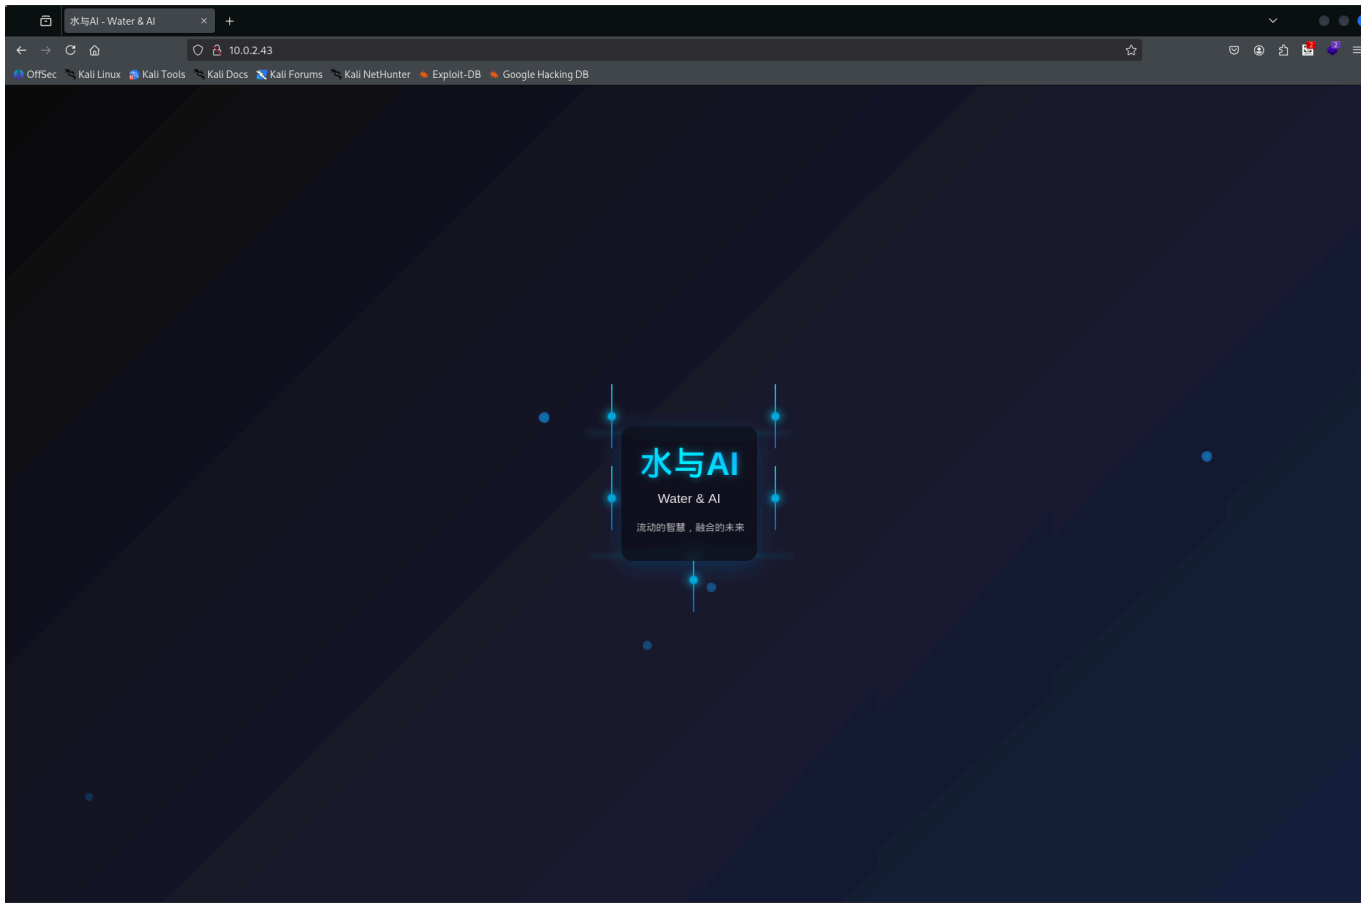 水与AI - Water & AI
10.0.2.43
OffSec Kali Linux Kali Tools Kali Docs Kali Forums Kali NetHunter Exploit-DB Google Hacking DB
水与AI
Water & AI
流动的智慧，融合的未来